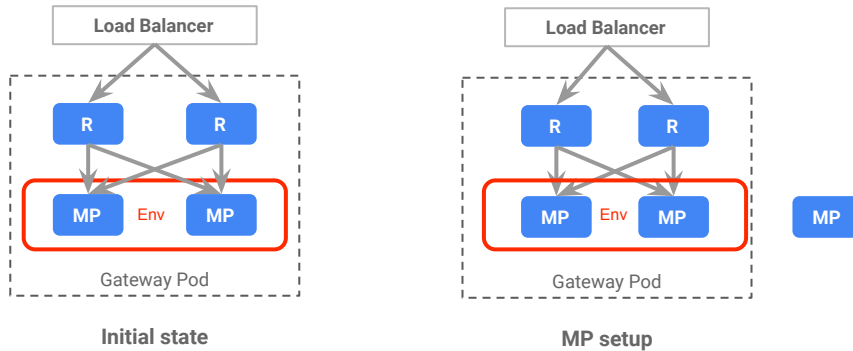 Load Balancer
R
R
MP
Env
MP
Gateway Pod
Initial state
Load Balancer
R
R
MP
Env
MP
MP
Gateway Pod
MP setup